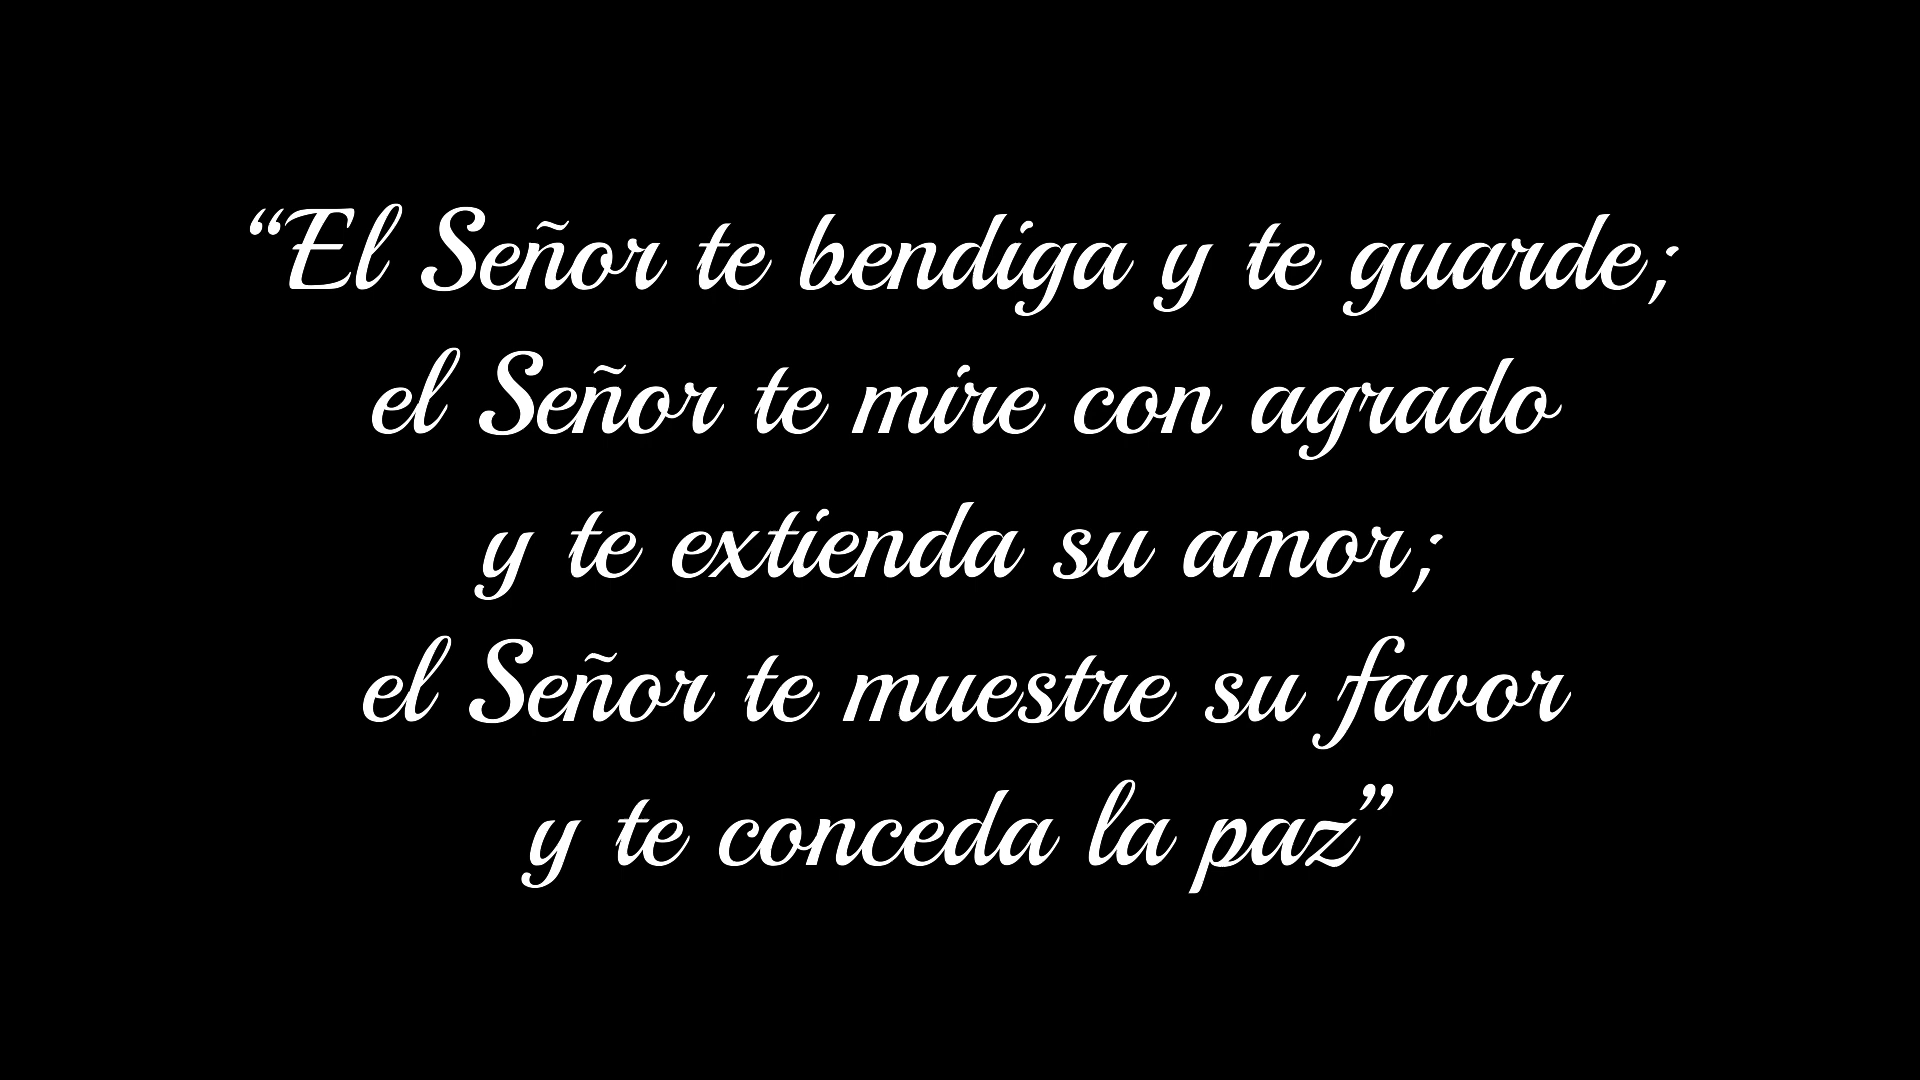 “El Señor te bendiga y te guarde;
el Señor te mire con agrado
y te extienda su amor;
el Señor te muestre su favor
y te conceda la paz”